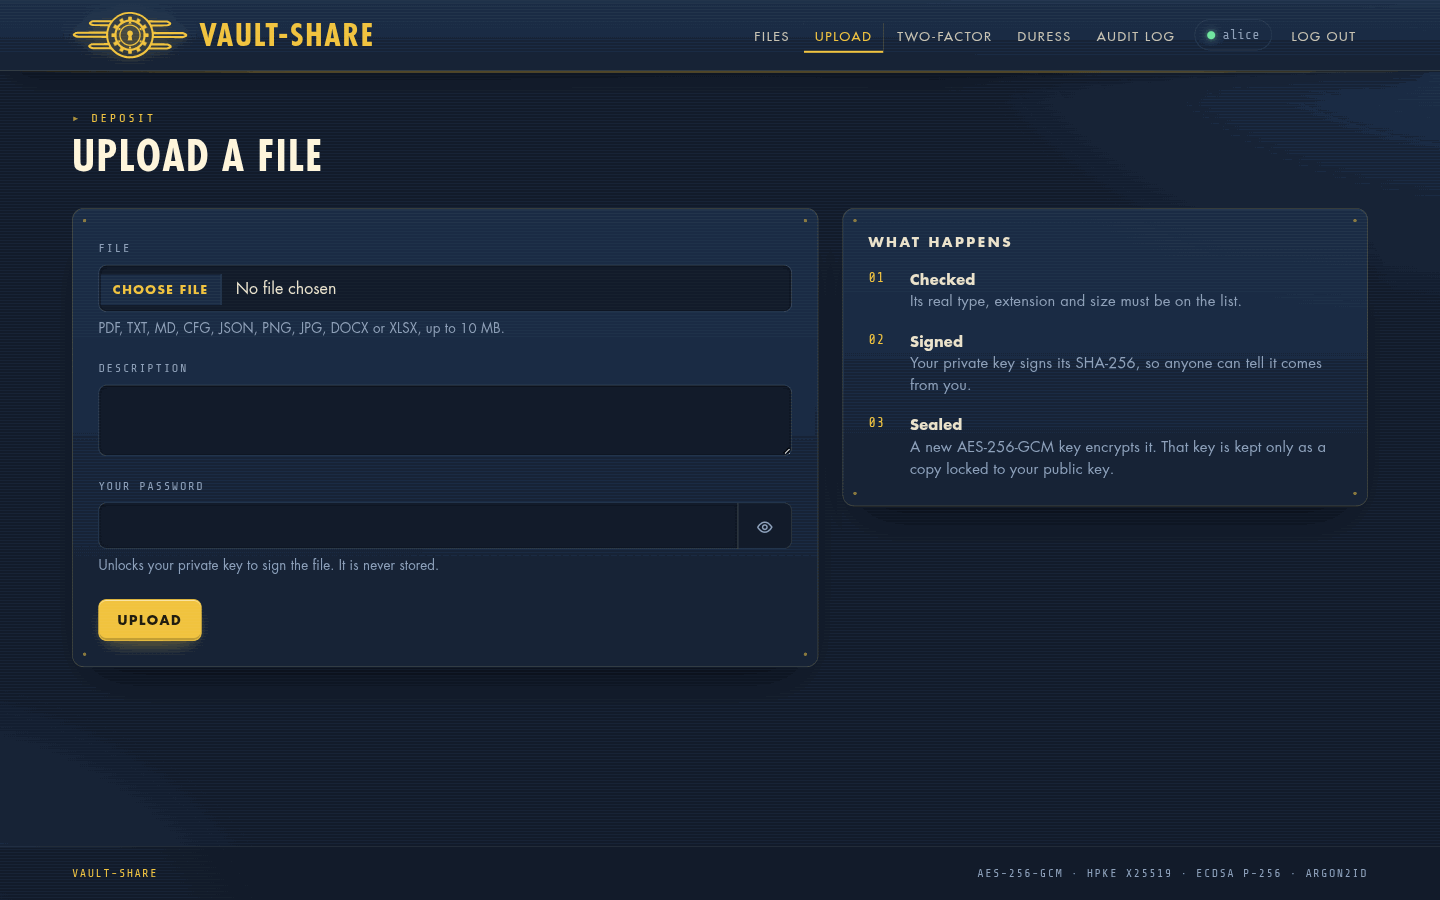 VAULT-SHARE
FILES UPLOAD TWO-FACTOR DURESS AUDIT LOG alice LOG OUT
▸ DEPOSIT
UPLOAD A FILE
FILE
CHOOSE FILE No file chosen
PDF, TXT, MD, CFG, JSON, PNG, JPG, DOCX or XLSX, up to 10 MB.
DESCRIPTION
YOUR PASSWORD
Unlocks your private key to sign the file. It is never stored.
UPLOAD
WHAT HAPPENS
01 Checked
Its real type, extension and size must be on the list.
02 Signed
Your private key signs its SHA-256, so anyone can tell it comes
from you.
03 Sealed
A new AES-256-GCM key encrypts it. That key is kept only as a
copy locked to your public key.
VAULT-SHARE
AES-256-GCM · HPKE X25519 · ECDSA P-256 · ARGON2ID